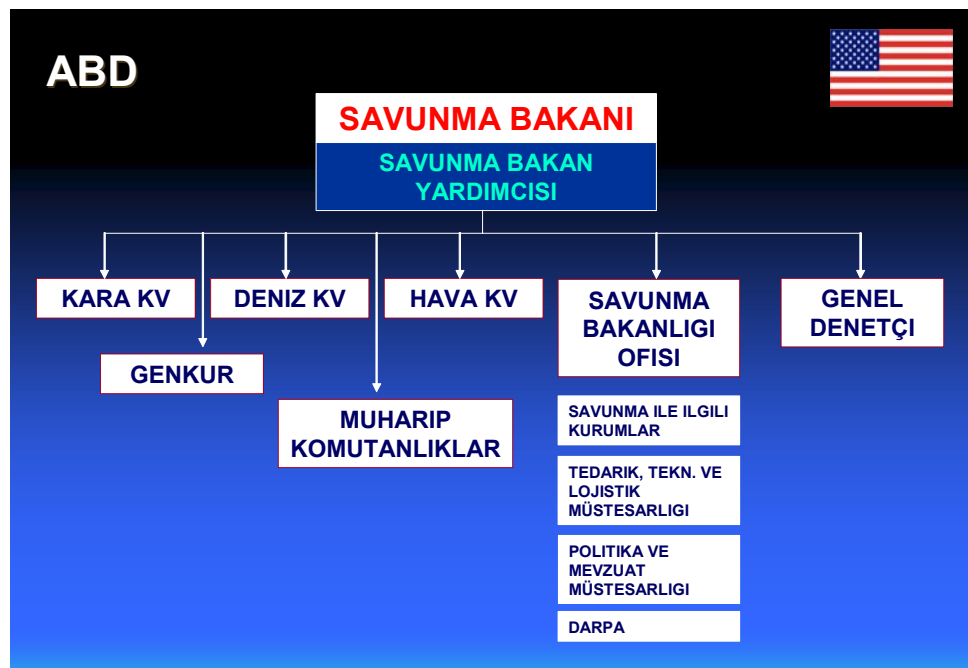 ABD
SAVUNMA BAKANI
SAVUNMA BAKAN
YARDIMCISI
KARA KV
DENIZ KV
HAVA KV
SAVUNMA
BAKANLIGI
OFISI
GENEL
DENETÇI
GENKUR
MUHARIP
KOMUTANLIKLAR
SAVUNMA ILE ILGILI
KURUMLAR
TEDARIK, TEKN. VE
LOJISTIK
MÜSTESARLIGI
POLITIKA VE
MEVZUAT
MÜSTESARLIGI
DARPA